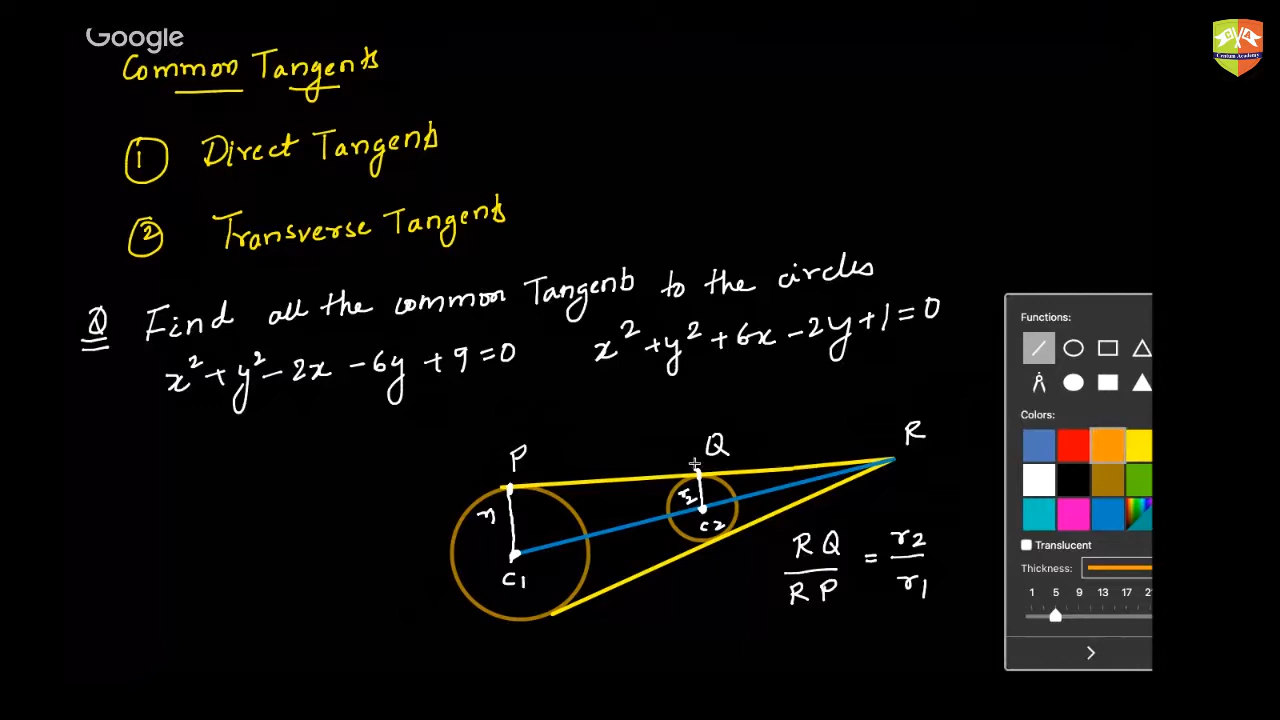 Google
Common Tangents
1 Direct Tangents
2 Transverse Tangents
Q Find all the common Tangents to the circles
x² + y² - 2x - 6y + 9 = 0 x² + y² + 6x - 2y + 1 = 0
P Q R
r1 r2
C1 C2
RQ/RP = r2/r1
Centum Academy
Functions:
Colors:
Translucent
Thickness:
1 5 9 13 17